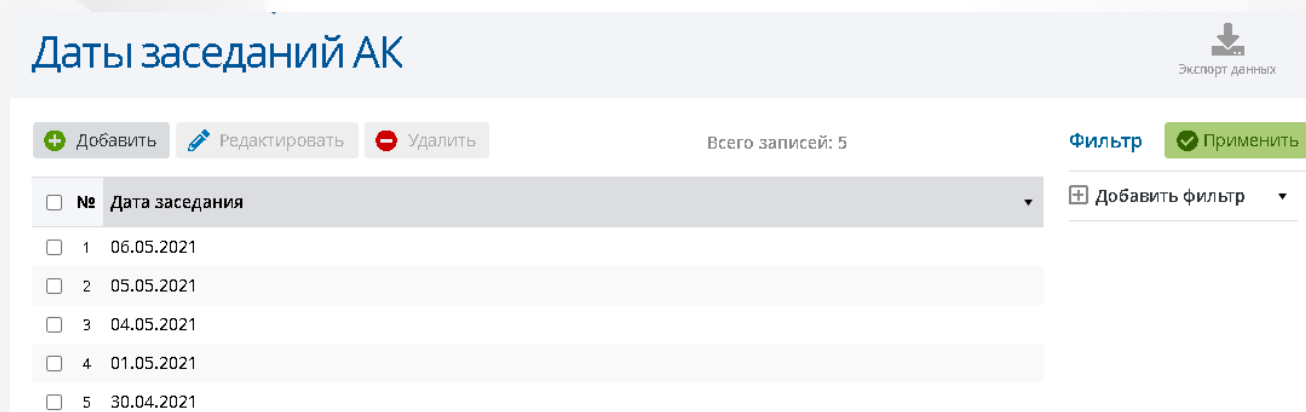 Даты заседаний АК
Экспорт данных
Добавить Редактировать Удалить Всего записей: 5 Фильтр Применить
№ Дата заседания Добавить фильтр
1 06.05.2021
2 05.05.2021
3 04.05.2021
4 01.05.2021
5 30.04.2021